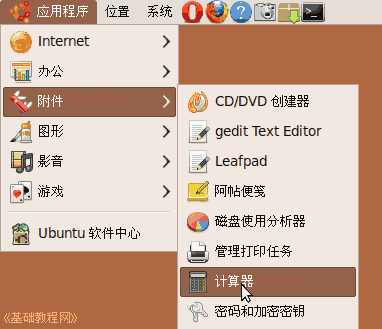 应用程序 位置 系统
Internet
办公
附件
图形
影音
游戏
Ubuntu 软件中心
CD/DVD 创建器
gedit Text Editor
Leafpad
阿帖便笺
磁盘使用分析器
管理打印任务
计算器
密码和加密密钥
《基础教程网》